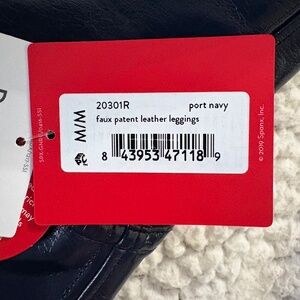 20301R port navy
M/M faux patent leather leggings
8 43953 47118 9
© 2019 Spanx, Inc.